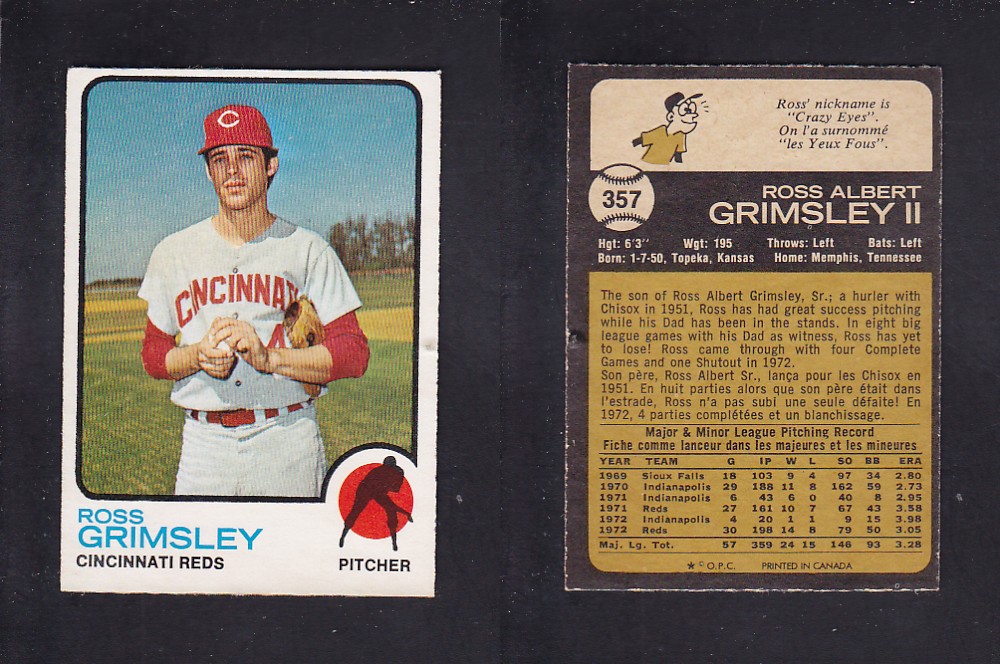 C
CINCINNATI
4
ROSS
GRIMSLEY
CINCINNATI REDS
PITCHER
Ross' nickname is
"Crazy Eyes".
On l'a surnommé
"les Yeux Fous".
357
ROSS ALBERT
GRIMSLEY II
Hgt: 6'3" Wgt: 195 Throws: Left Bats: Left
Born: 1-7-50, Topeka, Kansas Home: Memphis, Tennessee
The son of Ross Albert Grimsley, Sr.; a hurler with
Chisox in 1951, Ross has had great success pitching
while his Dad has been in the stands. In eight big
league games with his Dad as witness, Ross has yet
to lose! Ross came through with four Complete
Games and one Shutout in 1972.
Son père, Ross Albert Sr., lança pour les Chisox en
1951. En huit parties alors que son père était dans
l'estrade, Ross n'a pas subi une seule défaite! En
1972, 4 parties complétées et un blanchissage.
Major & Minor League Pitching Record
Fiche comme lanceur dans les majeures et les mineures
YEAR TEAM G IP W L SO BB ERA
1969 Sioux Falls 18 103 9 4 97 34 2.80
1970 Indianapolis 29 188 11 8 162 59 2.73
1971 Indianapolis 6 43 6 0 40 8 2.95
1971 Reds 27 161 10 7 67 43 3.58
1972 Indianapolis 4 20 1 1 9 15 3.98
1972 Reds 30 198 14 8 79 50 3.05
Maj. Lg. Tot. 57 359 24 15 146 93 3.28
* © O.P.C. PRINTED IN CANADA